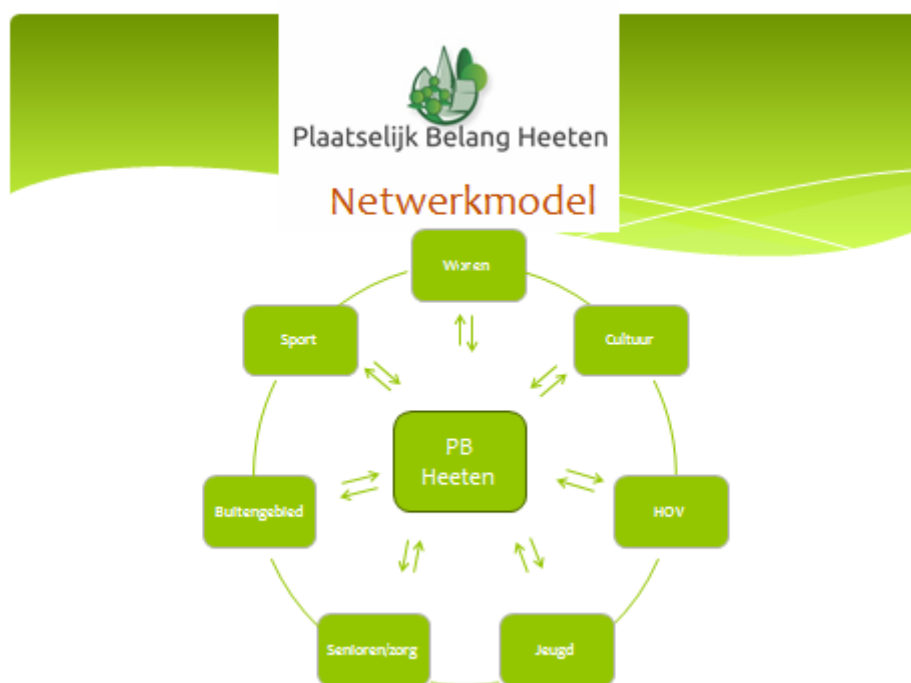 Plaatselijk Belang Heeten
Netwerkmodel
Wonen
Sport
Cultuur
PB
Heeten
Buitengebied
HOV
Senioren/zorg
Jeugd